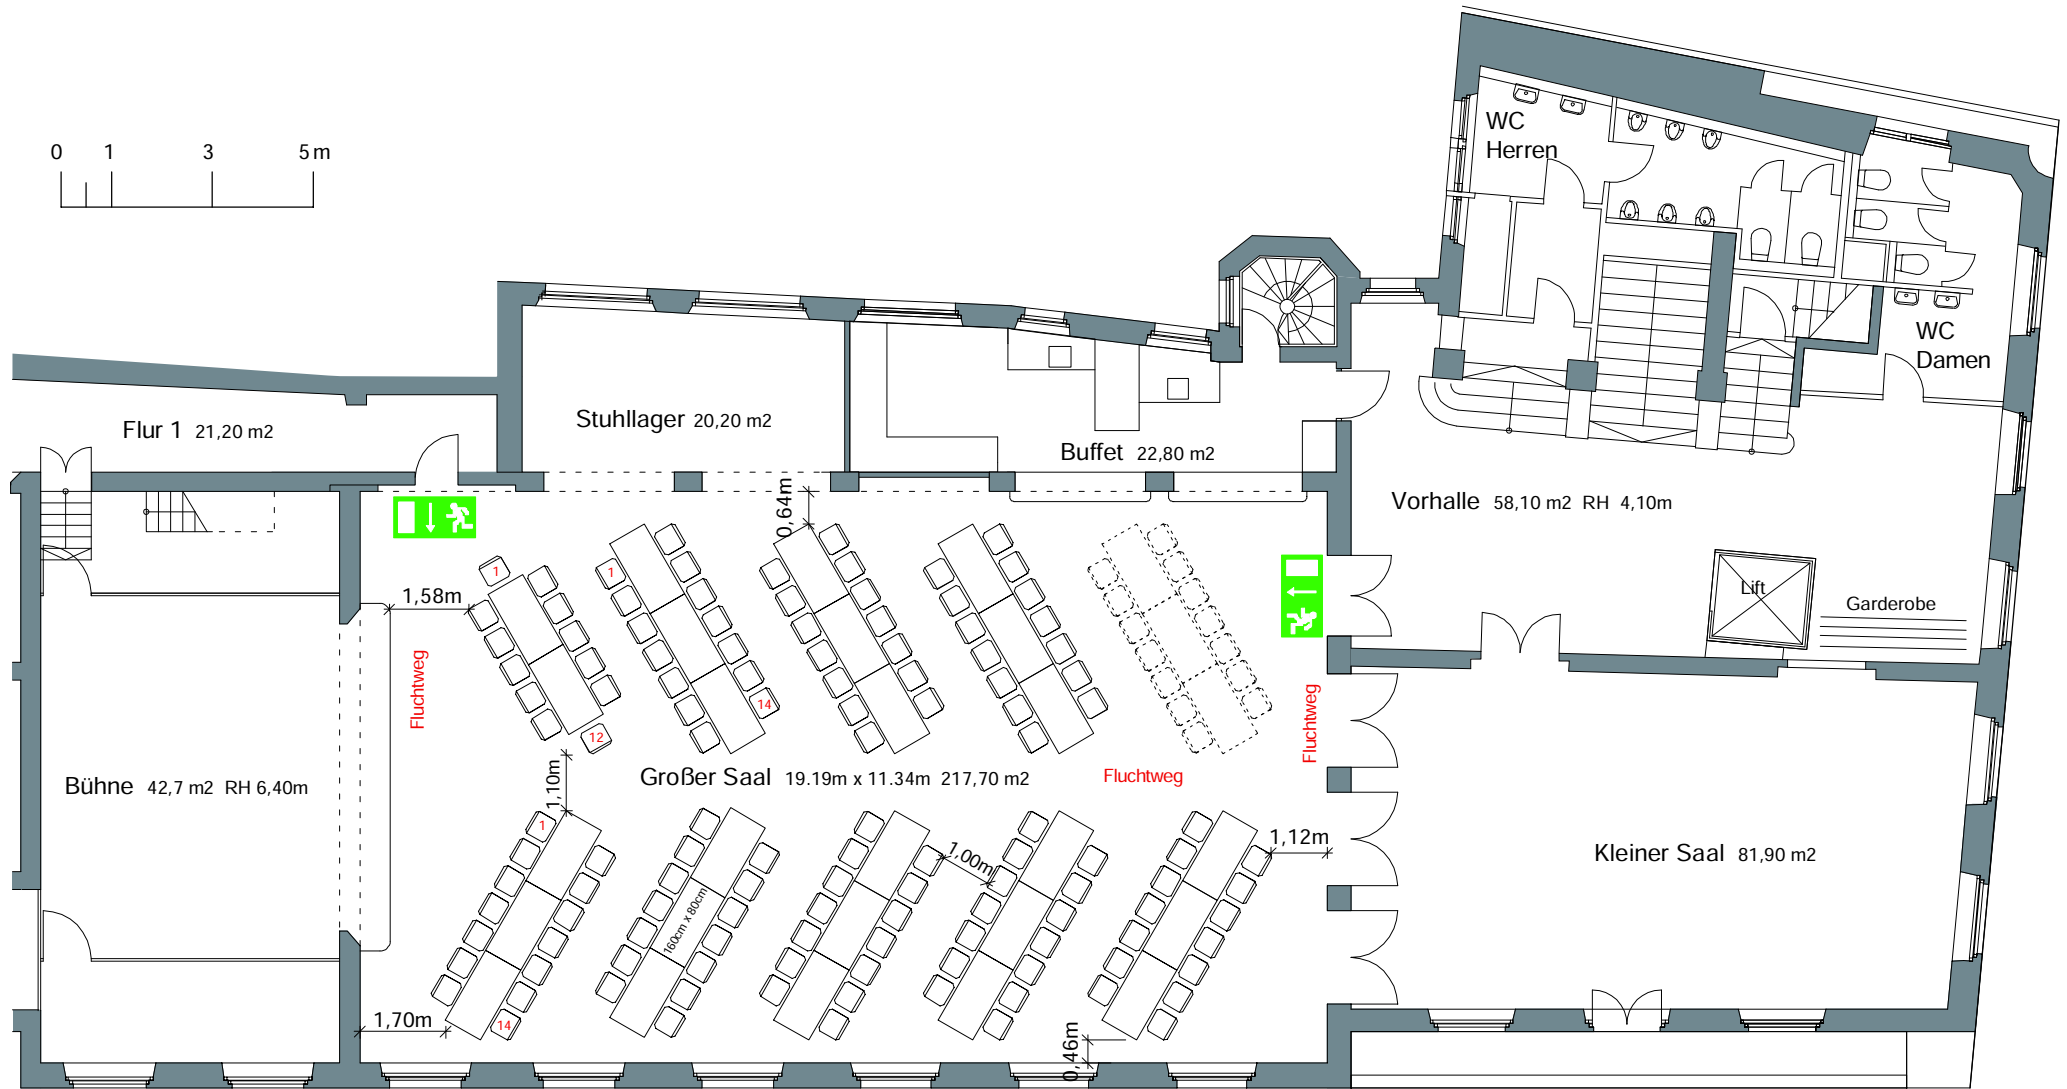 0 1 3 5 m
WC
Herren
WC
Damen
Flur 1 21,20 m2
Stuhllager 20,20 m2
Buffet 22,80 m2
Vorhalle 58,10 m2 RH 4,10m
0,64m
1
1
1,58m
Lift
Garderobe
Fluchtweg
14
12
Fluchtweg
Bühne 42,7 m2 RH 6,40m
1,10m
Großer Saal 19.19m x 11.34m 217,70 m2
Fluchtweg
1
1,00m
1,12m
Kleiner Saal 81,90 m2
160cm x 80cm
1,70m
14
0,46m